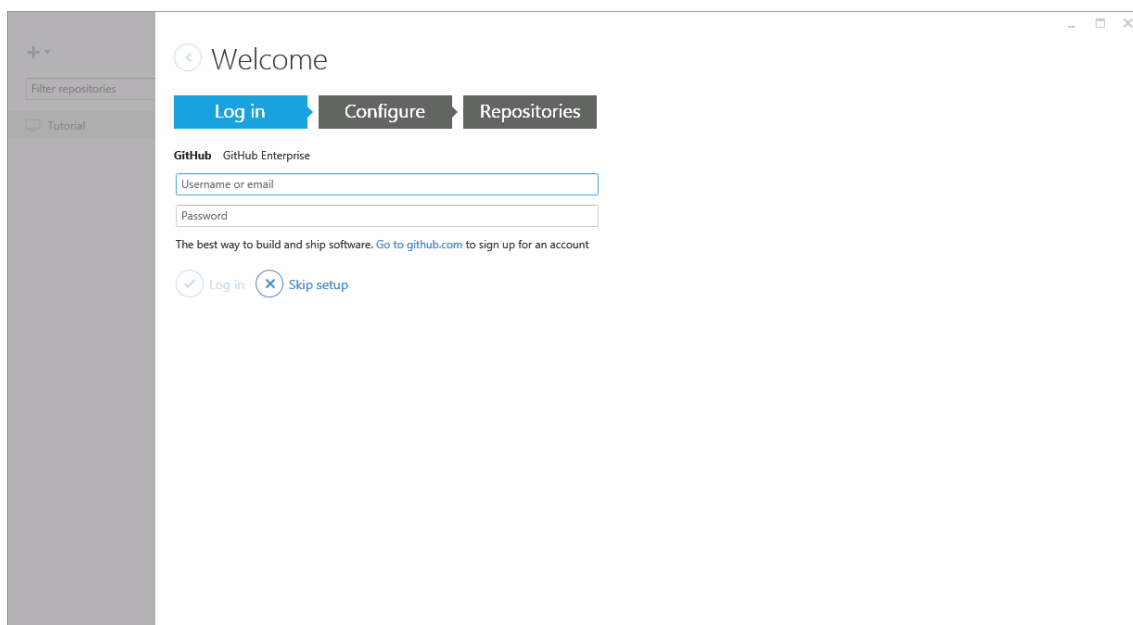 Welcome
Filter repositories
Tutorial
Log in Configure Repositories
GitHub GitHub Enterprise
Username or email
Password
The best way to build and ship software. Go to github.com to sign up for an account
Log in Skip setup